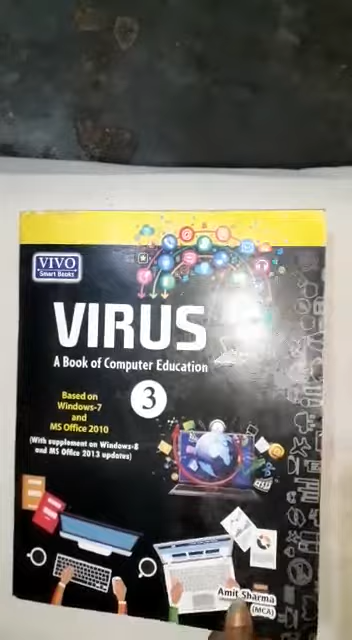 VIVO
Smart Books
VIRUS
A Book of Computer Education
3
Based on
Windows-7
and
MS Office 2010
(With supplement on Windows-8
and MS Office 2013 updates)
Amit Sharma
(MCA)